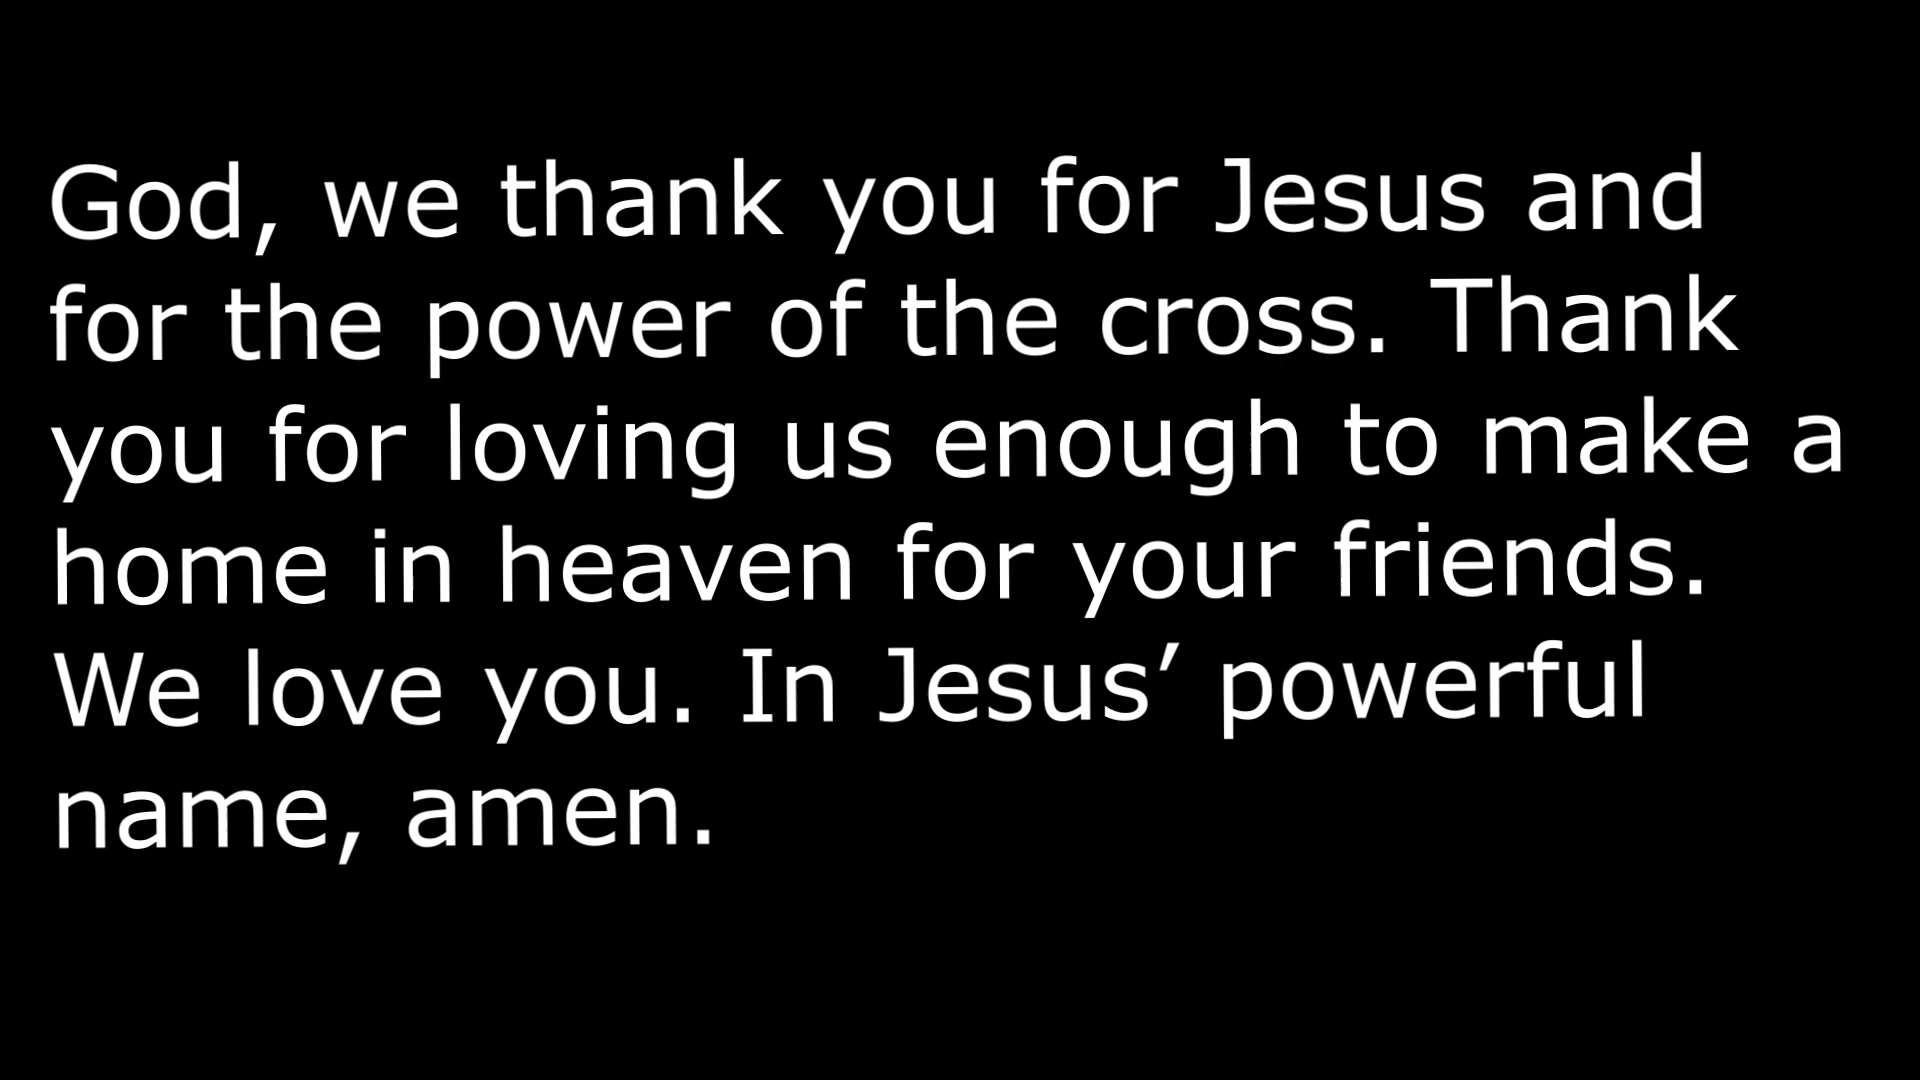 God, we thank you for Jesus and
for the power of the cross. Thank
you for loving us enough to make a
home in heaven for your friends.
We love you. In Jesus’ powerful
name, amen.